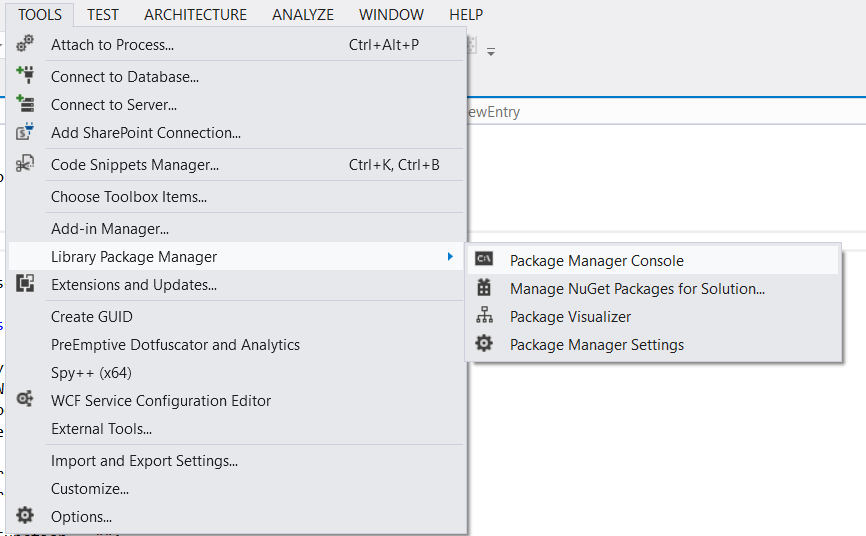 TOOLS TEST ARCHITECTURE ANALYZE WINDOW HELP
Attach to Process... Ctrl+Alt+P
Connect to Database...
Connect to Server...
ewEntry
Add SharePoint Connection...
Code Snippets Manager... Ctrl+K, Ctrl+B
Choose Toolbox Items...
Add-in Manager...
Library Package Manager
Package Manager Console
Extensions and Updates...
Manage NuGet Packages for Solution...
Create GUID
Package Visualizer
PreEmptive Dotfuscator and Analytics
Package Manager Settings
Spy++ (x64)
WCF Service Configuration Editor
External Tools...
Import and Export Settings...
Customize...
Options...